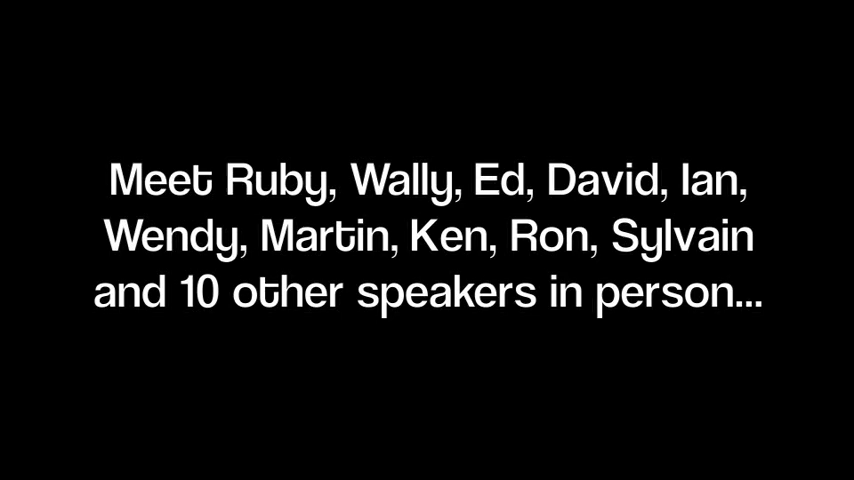 Meet Ruby, Wally, Ed, David, Ian,
Wendy, Martin, Ken, Ron, Sylvain
and 10 other speakers in person...